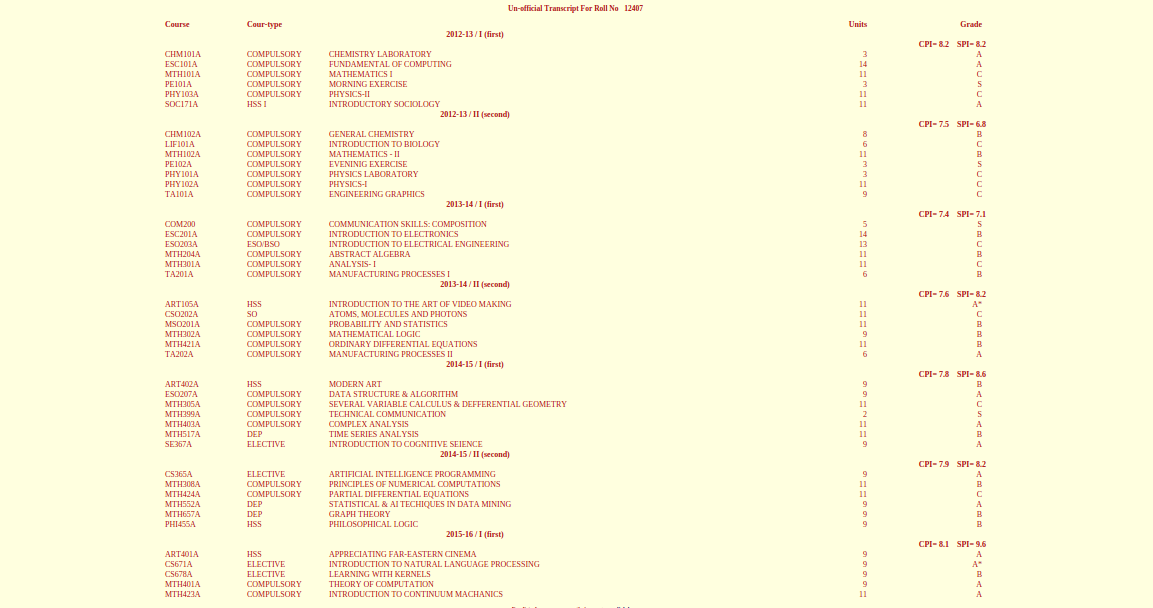 Un-official Transcript For Roll No 12407
Course Cour-type Units Grade
2012-13 / I (first)
CPI= 8.2 SPI= 8.2
CHM101A COMPULSORY CHEMISTRY LABORATORY 3 A
ESC101A COMPULSORY FUNDAMENTAL OF COMPUTING 14 A
MTH101A COMPULSORY MATHEMATICS I 11 C
PE101A COMPULSORY MORNING EXERCISE 3 S
PHY103A COMPULSORY PHYSICS-II 11 C
SOC171A HSS I INTRODUCTORY SOCIOLOGY 11 A
2012-13 / II (second)
CPI= 7.5 SPI= 6.8
CHM102A COMPULSORY GENERAL CHEMISTRY 8 B
LIF101A COMPULSORY INTRODUCTION TO BIOLOGY 6 C
MTH102A COMPULSORY MATHEMATICS - II 11 B
PE102A COMPULSORY EVENINIG EXERCISE 3 S
PHY101A COMPULSORY PHYSICS LABORATORY 3 C
PHY102A COMPULSORY PHYSICS-I 11 C
TA101A COMPULSORY ENGINEERING GRAPHICS 9 C
2013-14 / I (first)
CPI= 7.4 SPI= 7.1
COM200 COMPULSORY COMMUNICATION SKILLS: COMPOSITION 5 S
ESC201A COMPULSORY INTRODUCTION TO ELECTRONICS 14 B
ESO203A ESO/BSO INTRODUCTION TO ELECTRICAL ENGINEERING 13 C
MTH204A COMPULSORY ABSTRACT ALGEBRA 11 B
MTH301A COMPULSORY ANALYSIS- I 11 C
TA201A COMPULSORY MANUFACTURING PROCESSES I 6 B
2013-14 / II (second)
CPI= 7.6 SPI= 8.2
ART105A HSS INTRODUCTION TO THE ART OF VIDEO MAKING 11 A*
CSO202A SO ATOMS, MOLECULES AND PHOTONS 11 C
MSO201A COMPULSORY PROBABILITY AND STATISTICS 11 B
MTH302A COMPULSORY MATHEMATICAL LOGIC 9 B
MTH421A COMPULSORY ORDINARY DIFFERENTIAL EQUATIONS 11 B
TA202A COMPULSORY MANUFACTURING PROCESSES II 6 A
2014-15 / I (first)
CPI= 7.8 SPI= 8.6
ART402A HSS MODERN ART 9 B
ESO207A COMPULSORY DATA STRUCTURE & ALGORITHM 9 A
MTH305A COMPULSORY SEVERAL VARIABLE CALCULUS & DEFFERENTIAL GEOMETRY 11 C
MTH399A COMPULSORY TECHNICAL COMMUNICATION 2 S
MTH403A COMPULSORY COMPLEX ANALYSIS 11 A
MTH517A DEP TIME SERIES ANALYSIS 11 B
SE367A ELECTIVE INTRODUCTION TO COGNITIVE SEIENCE 9 A
2014-15 / II (second)
CPI= 7.9 SPI= 8.2
CS365A ELECTIVE ARTIFICIAL INTELLIGENCE PROGRAMMING 9 A
MTH308A COMPULSORY PRINCIPLES OF NUMERICAL COMPUTATIONS 11 B
MTH424A COMPULSORY PARTIAL DIFFERENTIAL EQUATIONS 11 C
MTH552A DEP STATISTICAL & AI TECHIQUES IN DATA MINING 9 A
MTH657A DEP GRAPH THEORY 9 B
PHI455A HSS PHILOSOPHICAL LOGIC 9 B
2015-16 / I (first)
CPI= 8.1 SPI= 9.6
ART401A HSS APPRECIATING FAR-EASTERN CINEMA 9 A
CS671A ELECTIVE INTRODUCTION TO NATURAL LANGUAGE PROCESSING 9 A*
CS678A ELECTIVE LEARNING WITH KERNELS 9 B
MTH401A COMPULSORY THEORY OF COMPUTATION 9 A
MTH423A COMPULSORY INTRODUCTION TO CONTINUUM MACHANICS 11 A